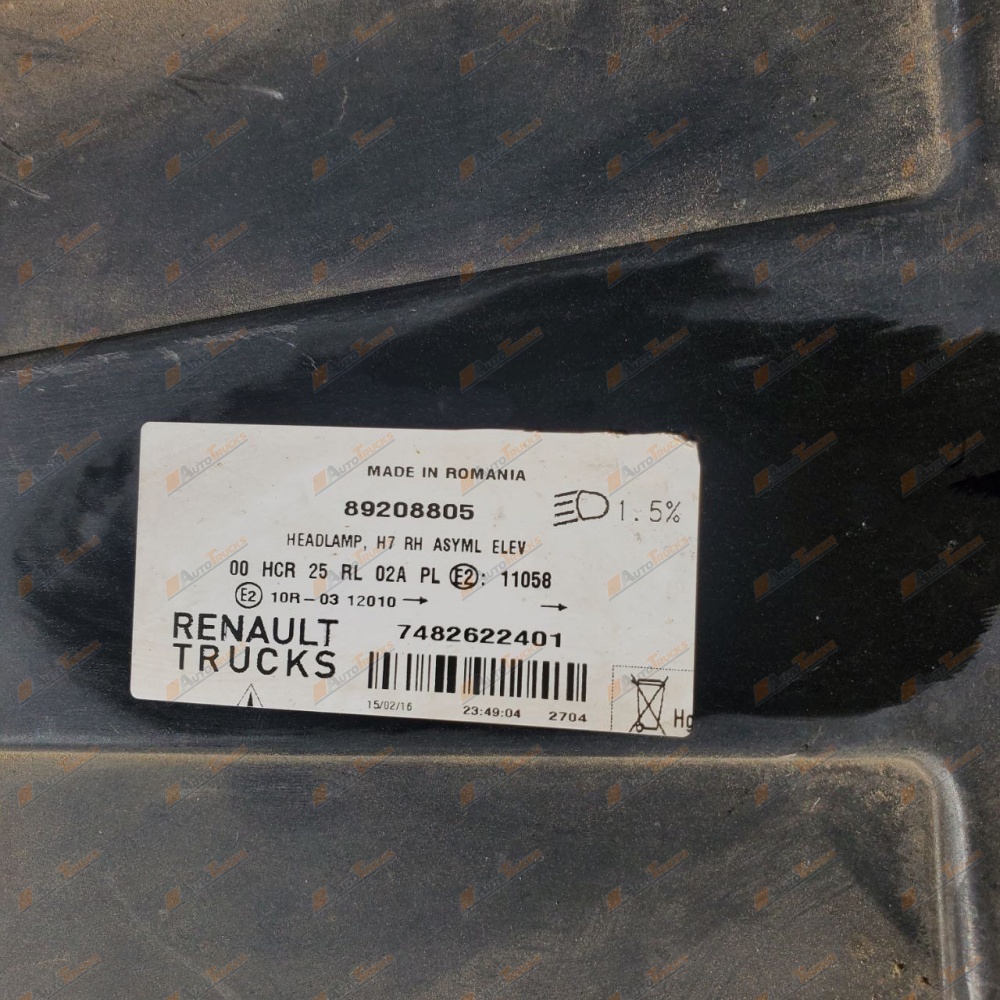 MADE IN ROMANIA
89208805
1.5%
HEADLAMP, H7 RH ASYML ELEV
00 HCR 25 RL 02A PL E2: 11058
E2 10R-03 12010 → →
RENAULT
TRUCKS
7482622401
15/02/16 23:49:04 2704
Hg
AUTOTRUCKS